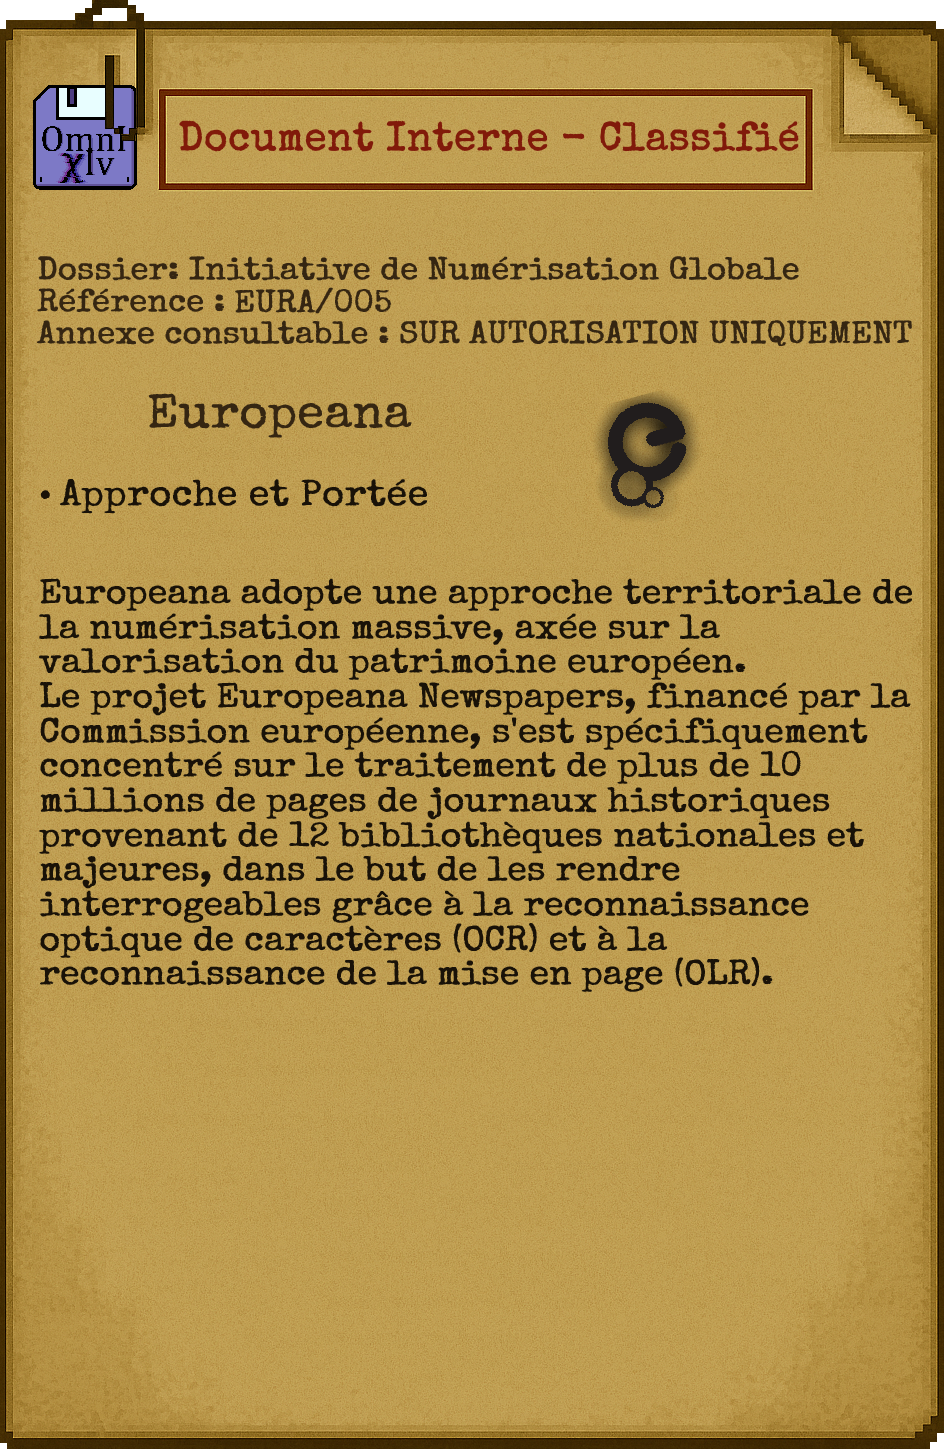 OmnI
Xlv
Document Interne - Classifié
Dossier: Initiative de Numérisation Globale
Référence : EURA/005
Annexe consultable : SUR AUTORISATION UNIQUEMENT
Europeana
• Approche et Portée
Europeana adopte une approche territoriale de
la numérisation massive, axée sur la
valorisation du patrimoine européen.
Le projet Europeana Newspapers, financé par la
Commission européenne, s'est spécifiquement
concentré sur le traitement de plus de 10
millions de pages de journaux historiques
provenant de 12 bibliothèques nationales et
majeures, dans le but de les rendre
interrogeables grâce à la reconnaissance
optique de caractères (OCR) et à la
reconnaissance de la mise en page (OLR).